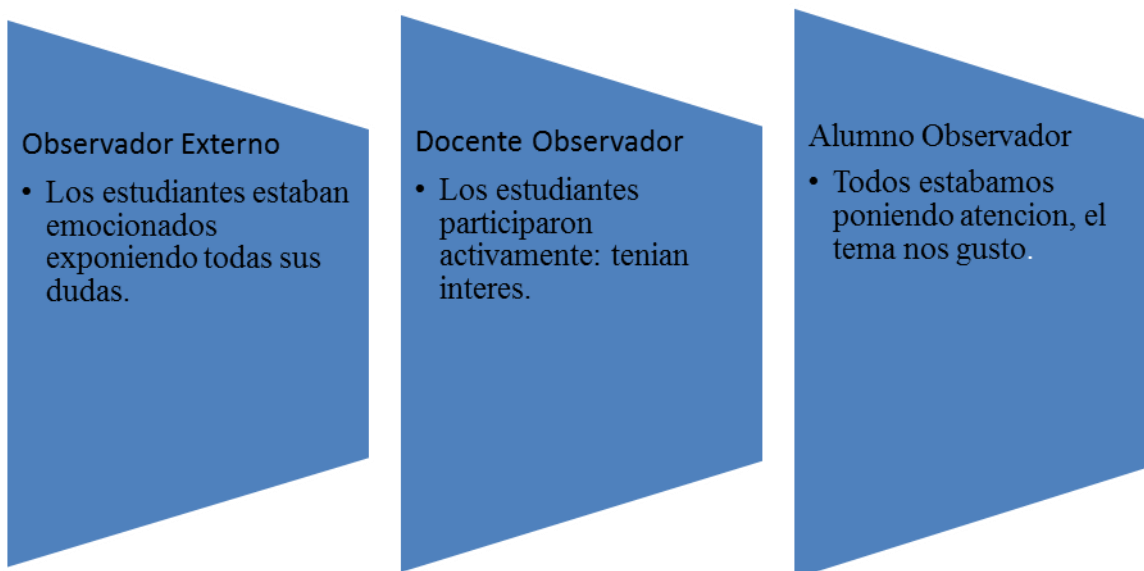 Observador Externo
• Los estudiantes estaban
emocionados
exponiendo todas sus
dudas.
Docente Observador
• Los estudiantes
participaron
activamente: tenian
interes.
Alumno Observador
• Todos estabamos
poniendo atencion, el
tema nos gusto.